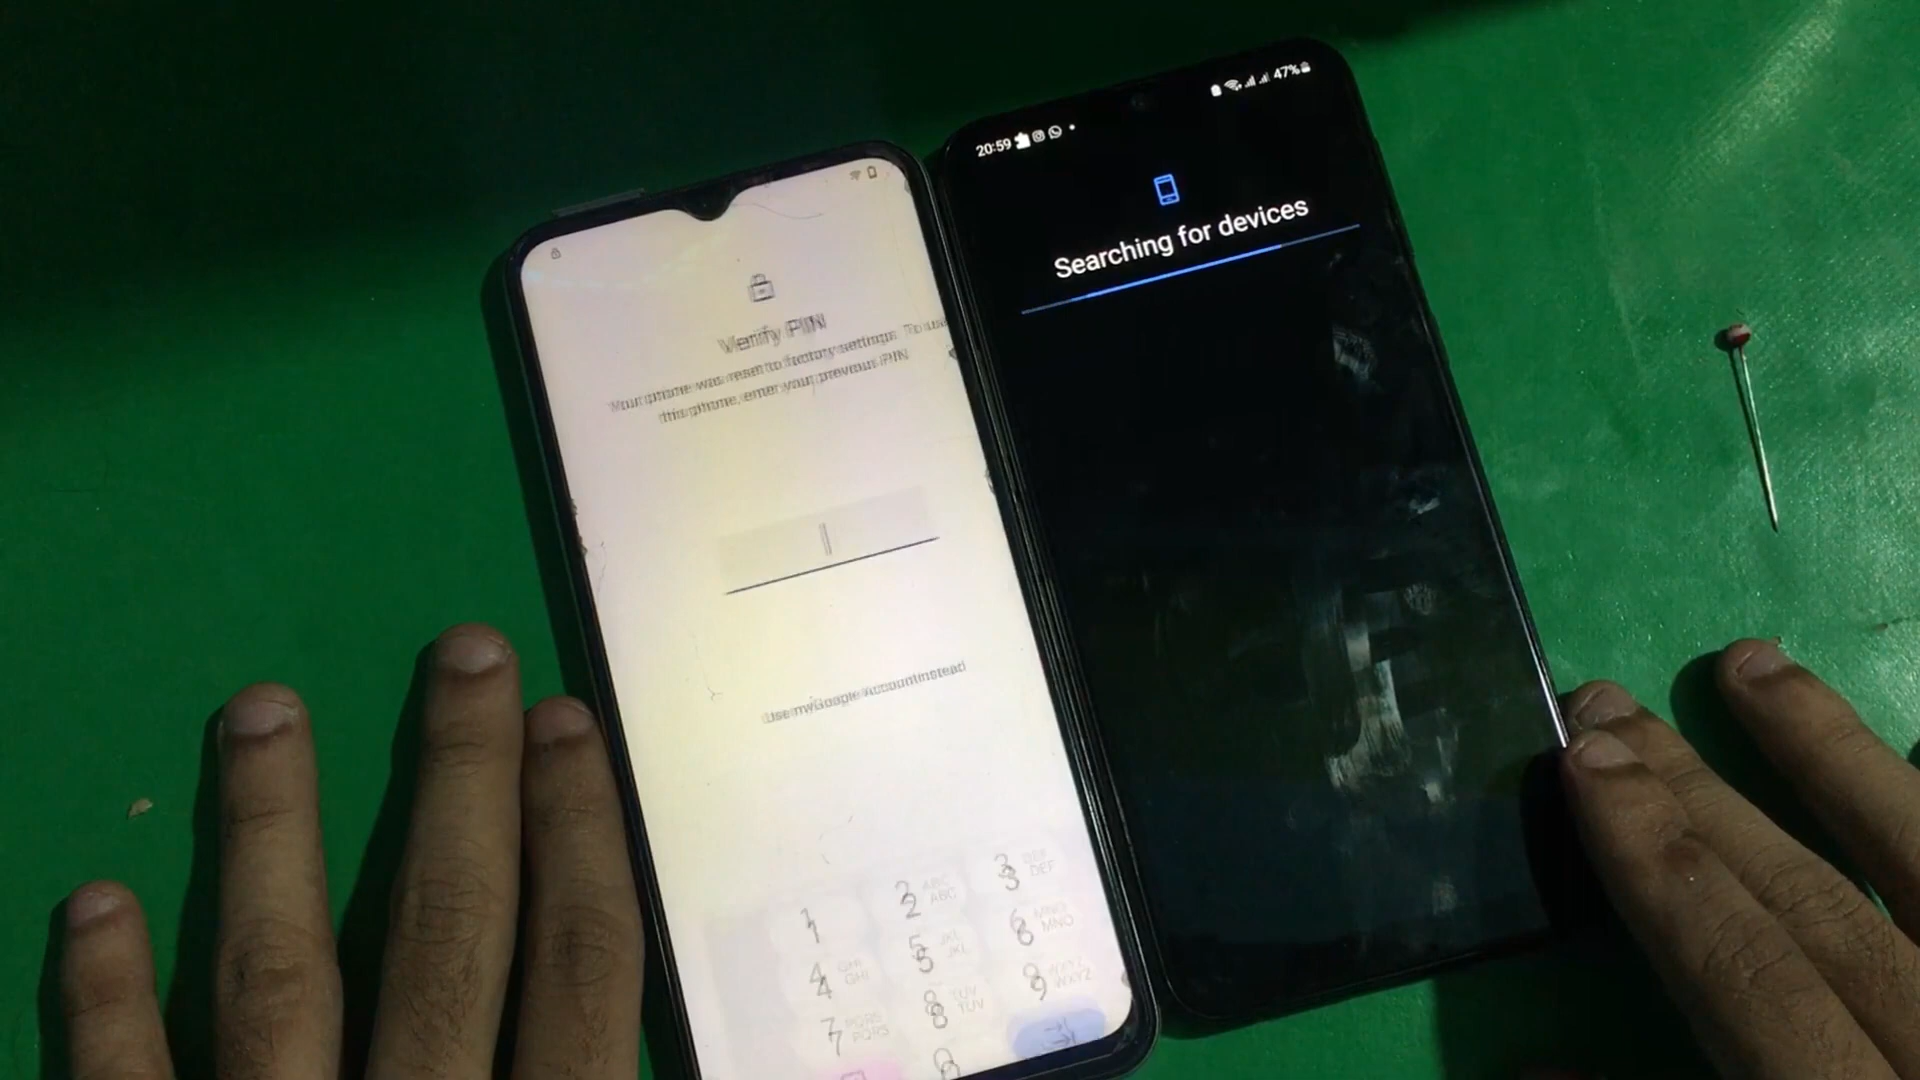 Verify PIN
Your phone was reset to factory settings. To use
this phone, enter your previous PIN
Use my Google Account instead
1
2 ABC
3 DEF
4 GHI
5 JKL
6 MNO
7 PQRS
8 TUV
9 WXYZ
0
20:59
47%
Searching for devices